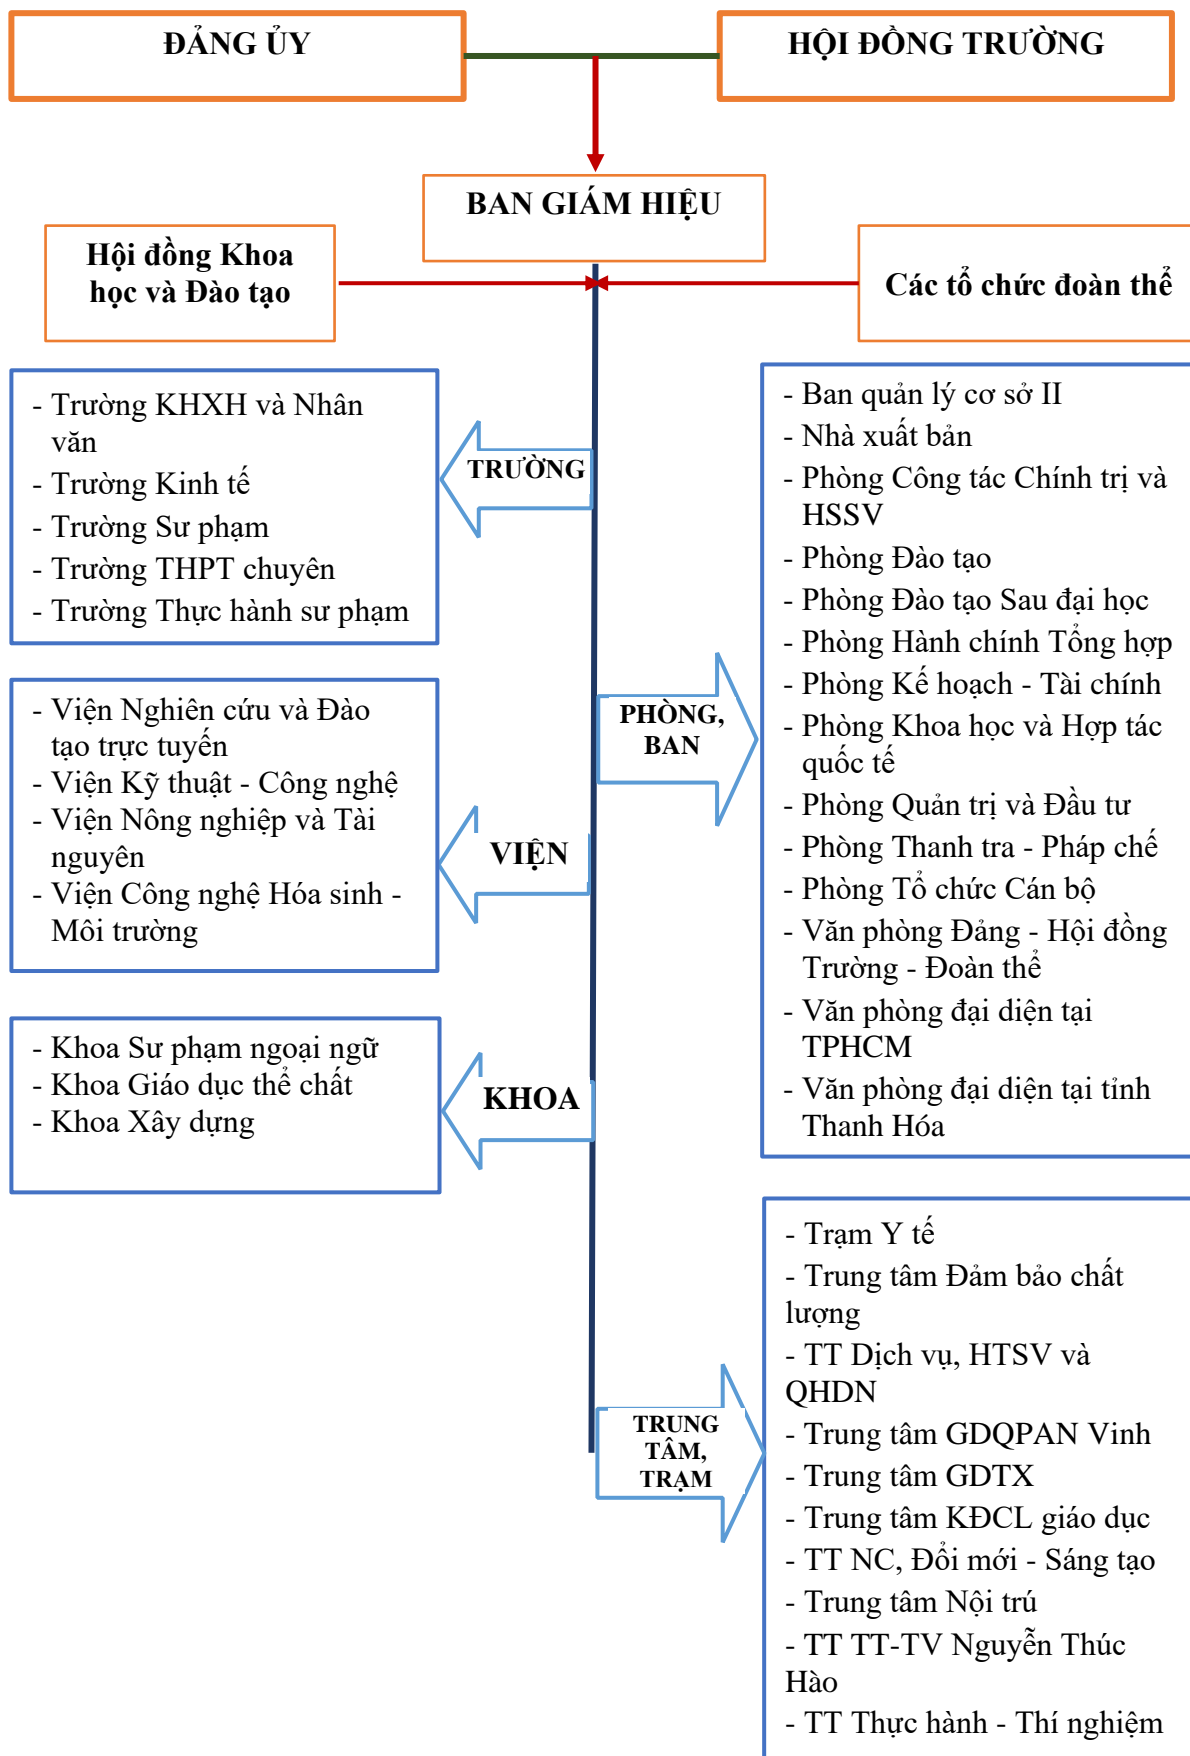 ĐẢNG ỦY
HỘI ĐỒNG TRƯỜNG
BAN GIÁM HIỆU
Hội đồng Khoa
học và Đào tạo
Các tổ chức đoàn thể
- Trường KHXH và Nhân
văn
- Trường Kinh tế
- Trường Sư phạm
- Trường THPT chuyên
- Trường Thực hành sư phạm
TRƯỜNG
- Ban quản lý cơ sở II
- Nhà xuất bản
- Phòng Công tác Chính trị và
HSSV
- Phòng Đào tạo
- Phòng Đào tạo Sau đại học
- Phòng Hành chính Tổng hợp
- Phòng Kế hoạch - Tài chính
- Phòng Khoa học và Hợp tác
quốc tế
- Phòng Quản trị và Đầu tư
- Phòng Thanh tra - Pháp chế
- Phòng Tổ chức Cán bộ
- Văn phòng Đảng - Hội đồng
Trường - Đoàn thể
- Văn phòng đại diện tại
TPHCM
- Văn phòng đại diện tại tỉnh
Thanh Hóa
PHÒNG,
BAN
- Viện Nghiên cứu và Đào
tạo trực tuyến
- Viện Kỹ thuật - Công nghệ
- Viện Nông nghiệp và Tài
nguyên
- Viện Công nghệ Hóa sinh -
Môi trường
VIỆN
- Khoa Sư phạm ngoại ngữ
- Khoa Giáo dục thể chất
- Khoa Xây dựng
KHOA
TRUNG
TÂM,
TRẠM
- Trạm Y tế
- Trung tâm Đảm bảo chất
lượng
- TT Dịch vụ, HTSV và
QHDN
- Trung tâm GDQPAN Vinh
- Trung tâm GDTX
- Trung tâm KĐCL giáo dục
- TT NC, Đổi mới - Sáng tạo
- Trung tâm Nội trú
- TT TT-TV Nguyễn Thúc
Hào
- TT Thực hành - Thí nghiệm